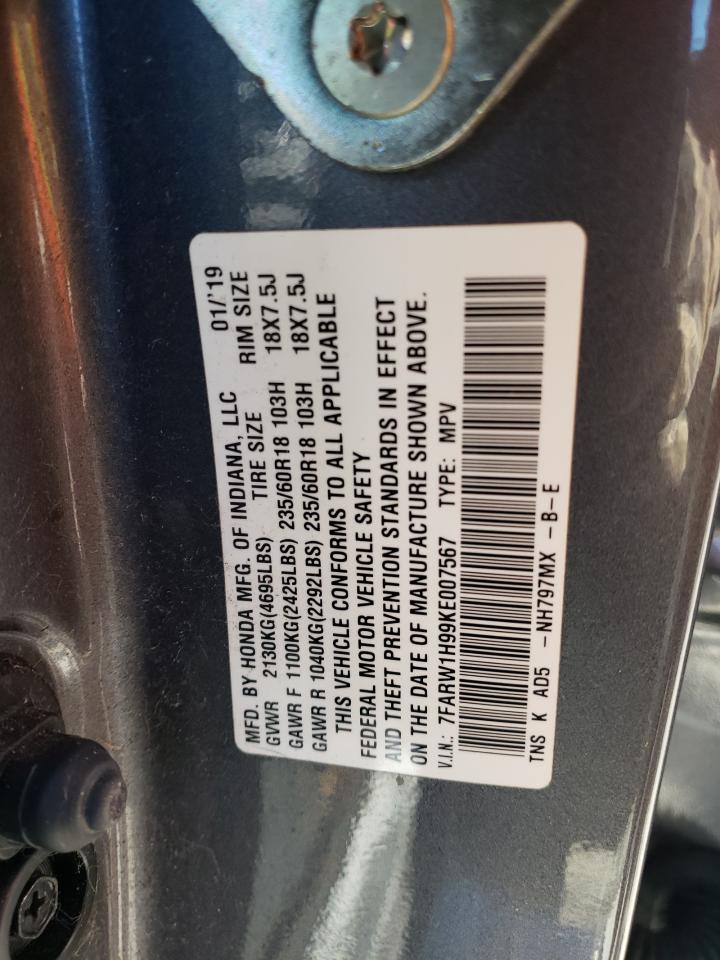 MFD. BY HONDA MFG. OF INDIANA, LLC 01/'19
GVWR 2130KG(4695LBS) TIRE SIZE RIM SIZE
GAWR F 1100KG(2425LBS) 235/60R18 103H 18X7.5J
GAWR R 1040KG(2292LBS) 235/60R18 103H 18X7.5J
THIS VEHICLE CONFORMS TO ALL APPLICABLE
FEDERAL MOTOR VEHICLE SAFETY
AND THEFT PREVENTION STANDARDS IN EFFECT
ON THE DATE OF MANUFACTURE SHOWN ABOVE.
V.I.N.: 7FARW1H99KE007567 TYPE: MPV
TNS K AD5 -NH797MX -B-E